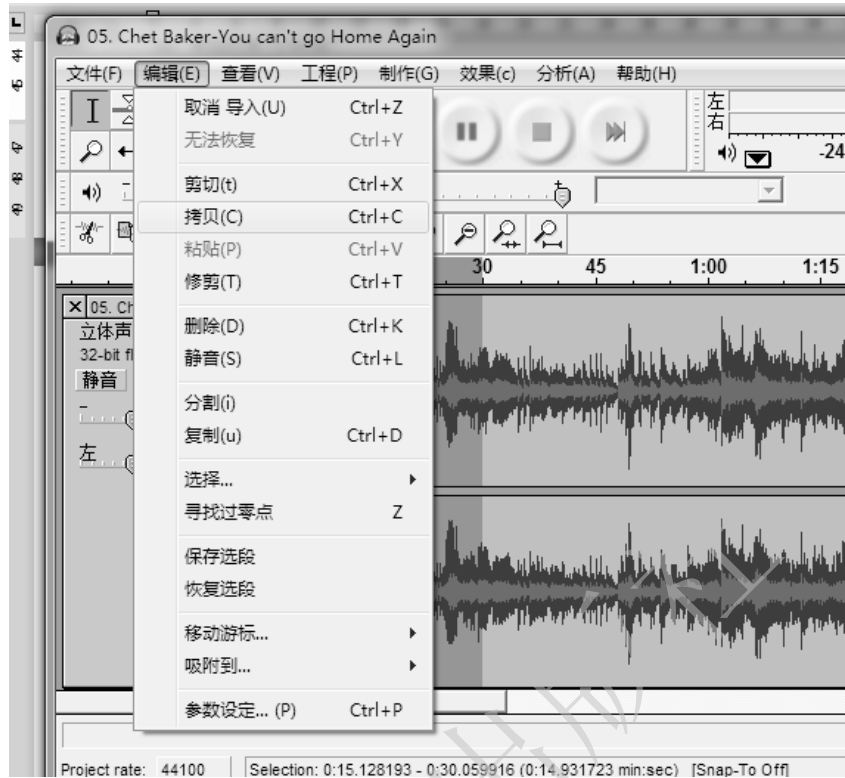 05. Chet Baker-You can't go Home Again
文件(F) 编辑(E) 查看(V) 工程(P) 制作(G) 效果(c) 分析(A) 帮助(H)
取消 导入(U) Ctrl+Z
无法恢复 Ctrl+Y
剪切(t) Ctrl+X
拷贝(C) Ctrl+C
粘贴(P) Ctrl+V
修剪(T) Ctrl+T
删除(D) Ctrl+K
静音(S) Ctrl+L
分割(i)
复制(u) Ctrl+D
选择...
寻找过零点 Z
保存选段
恢复选段
移动游标...
吸附到...
参数设定... (P) Ctrl+P
左
右
-24
30 45 1:00 1:15
05. Ch
立体声
32-bit fl
静音
左
Project rate: 44100 Selection: 0:15.128193 - 0:30.059916 (0:14.931723 min:sec) [Snap-To Off]